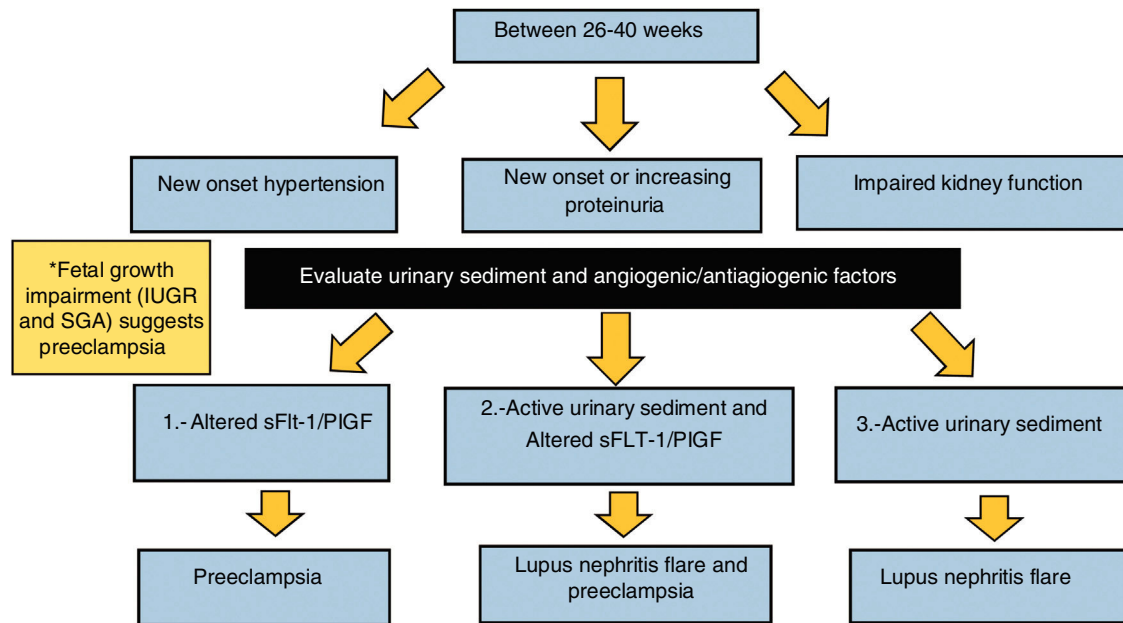 Between 26-40 weeks
New onset hypertension
New onset or increasing
proteinuria
Impaired kidney function
*Fetal growth
impairment (IUGR
and SGA) suggests
preeclampsia
Evaluate urinary sediment and angiogenic/antiagiogenic factors
1.- Altered sFlt-1/PIGF
2.-Active urinary sediment and
Altered sFLT-1/PIGF
3.-Active urinary sediment
Preeclampsia
Lupus nephritis flare and
preeclampsia
Lupus nephritis flare